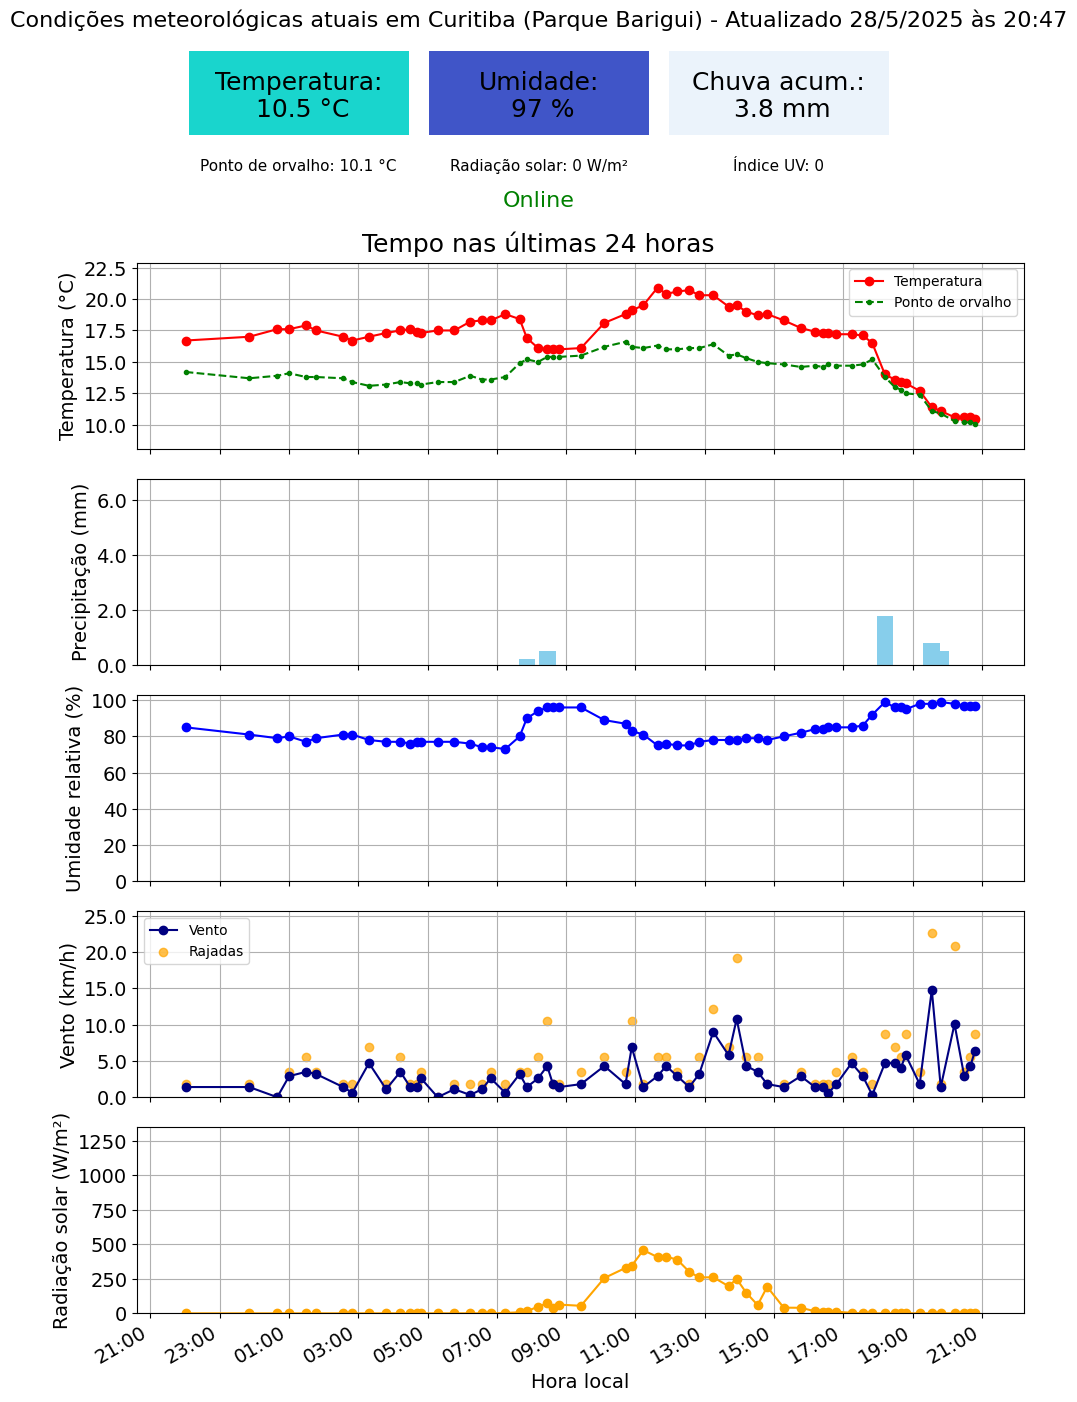 Condições meteorológicas atuais em Curitiba (Parque Barigui) - Atualizado 28/5/2025 às 20:47
Temperatura:
10.5 °C
Umidade:
97 %
Chuva acum.:
3.8 mm
Ponto de orvalho: 10.1 °C
Radiação solar: 0 W/m²
Índice UV: 0
Online
Tempo nas últimas 24 horas
Temperatura (°C)
22.5
20.0
17.5
15.0
12.5
10.0
Temperatura
Ponto de orvalho
Precipitação (mm)
6.0
4.0
2.0
0.0
Umidade relativa (%)
100
80
60
40
20
0
Vento (km/h)
25.0
20.0
15.0
10.0
5.0
0.0
Vento
Rajadas
Radiação solar (W/m²)
1250
1000
750
500
250
0
21:00
23:00
01:00
03:00
05:00
07:00
09:00
11:00
13:00
15:00
17:00
19:00
21:00
Hora local